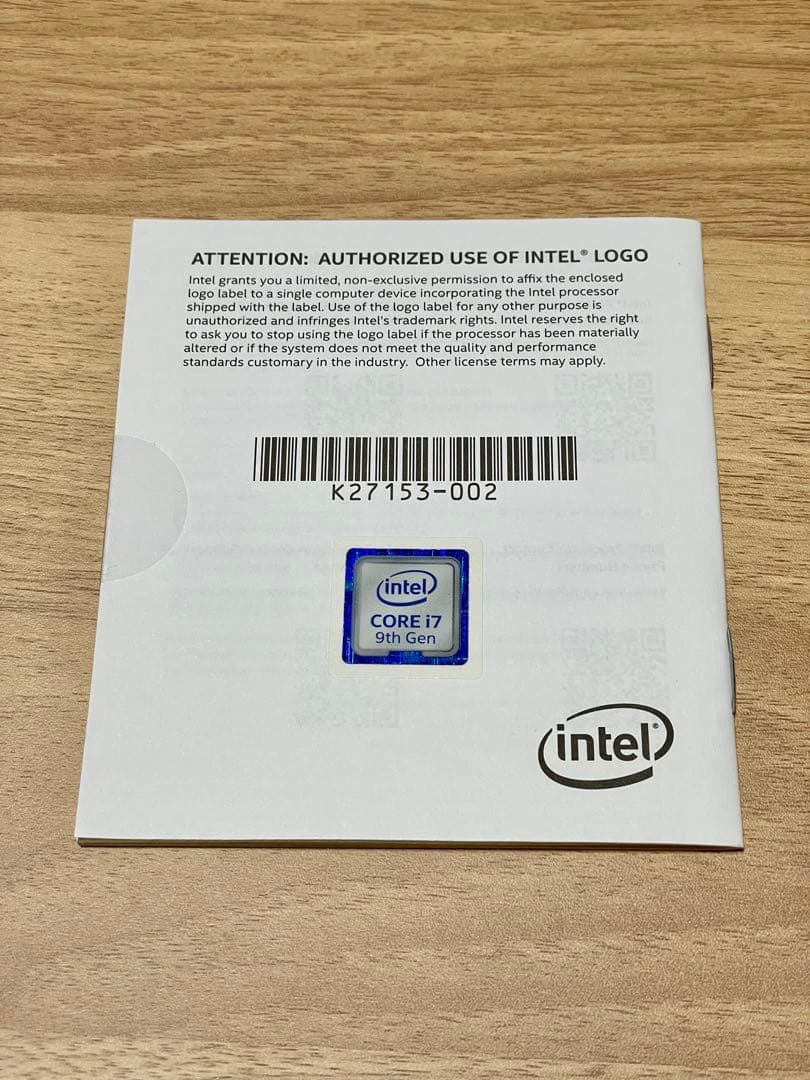 ATTENTION: AUTHORIZED USE OF INTEL® LOGO
Intel grants you a limited, non-exclusive permission to affix the enclosed
logo label to a single computer device incorporating the Intel processor
shipped with the label. Use of the logo label for any other purpose is
unauthorized and infringes Intel's trademark rights. Intel reserves the right
to ask you to stop using the logo label if the processor has been materially
altered or if the system does not meet the quality and performance
standards customary in the industry. Other license terms may apply.
K27153-002
intel
CORE i7
9th Gen
intel®